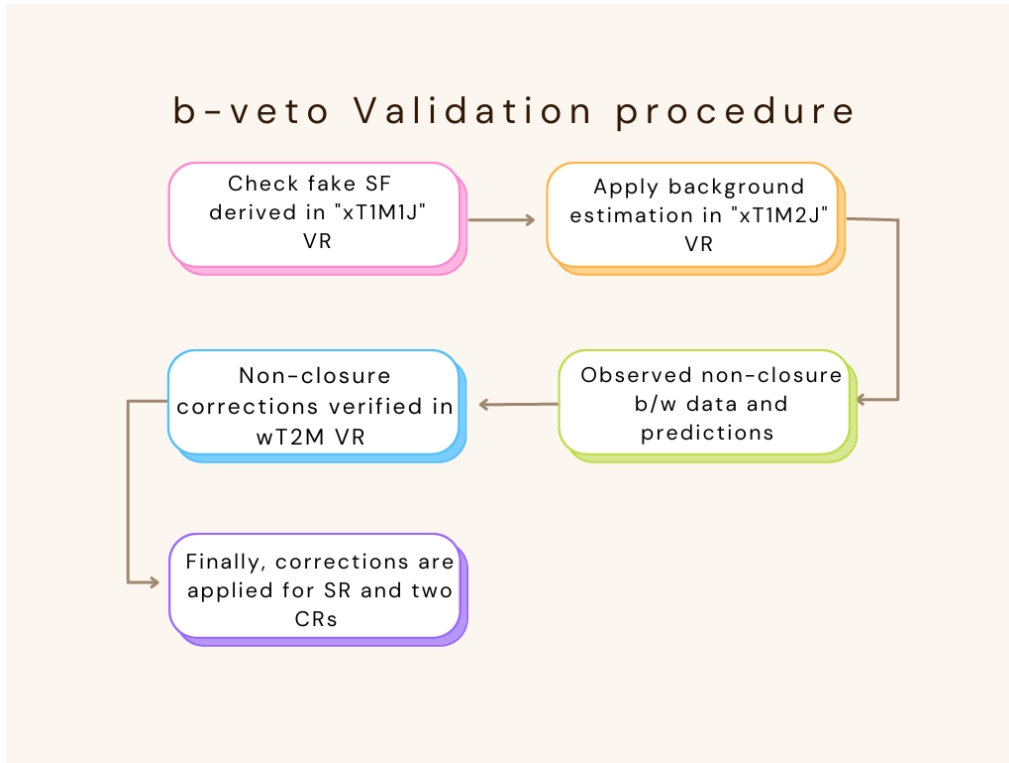 b-veto Validation procedure
Check fake SF
derived in "xT1M1J"
VR
Apply background
estimation in "xT1M2J"
VR
Observed non-closure
b/w data and
predictions
Non-closure
corrections verified in
wT2M VR
Finally, corrections are
applied for SR and two
CRs